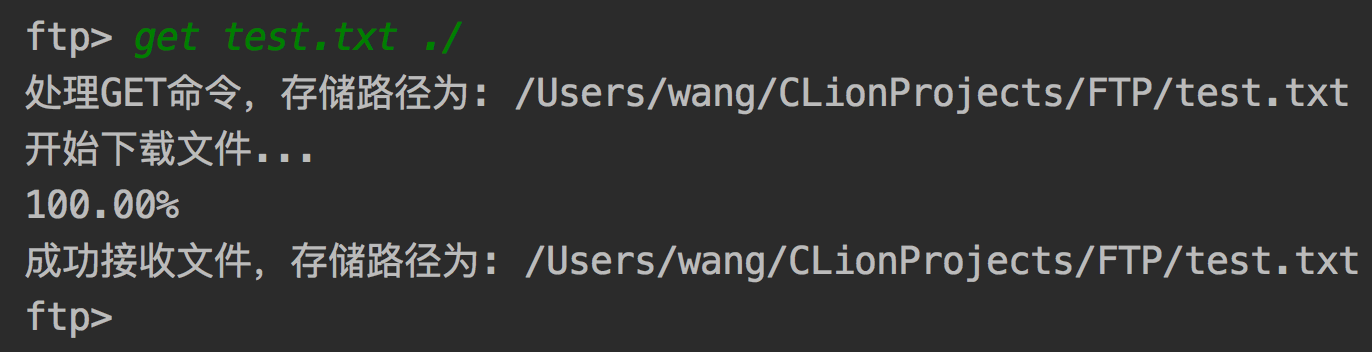 ftp> get test.txt ./
处理GET命令，存储路径为: /Users/wang/CLionProjects/FTP/test.txt
开始下载文件...
100.00%
成功接收文件，存储路径为: /Users/wang/CLionProjects/FTP/test.txt
ftp>